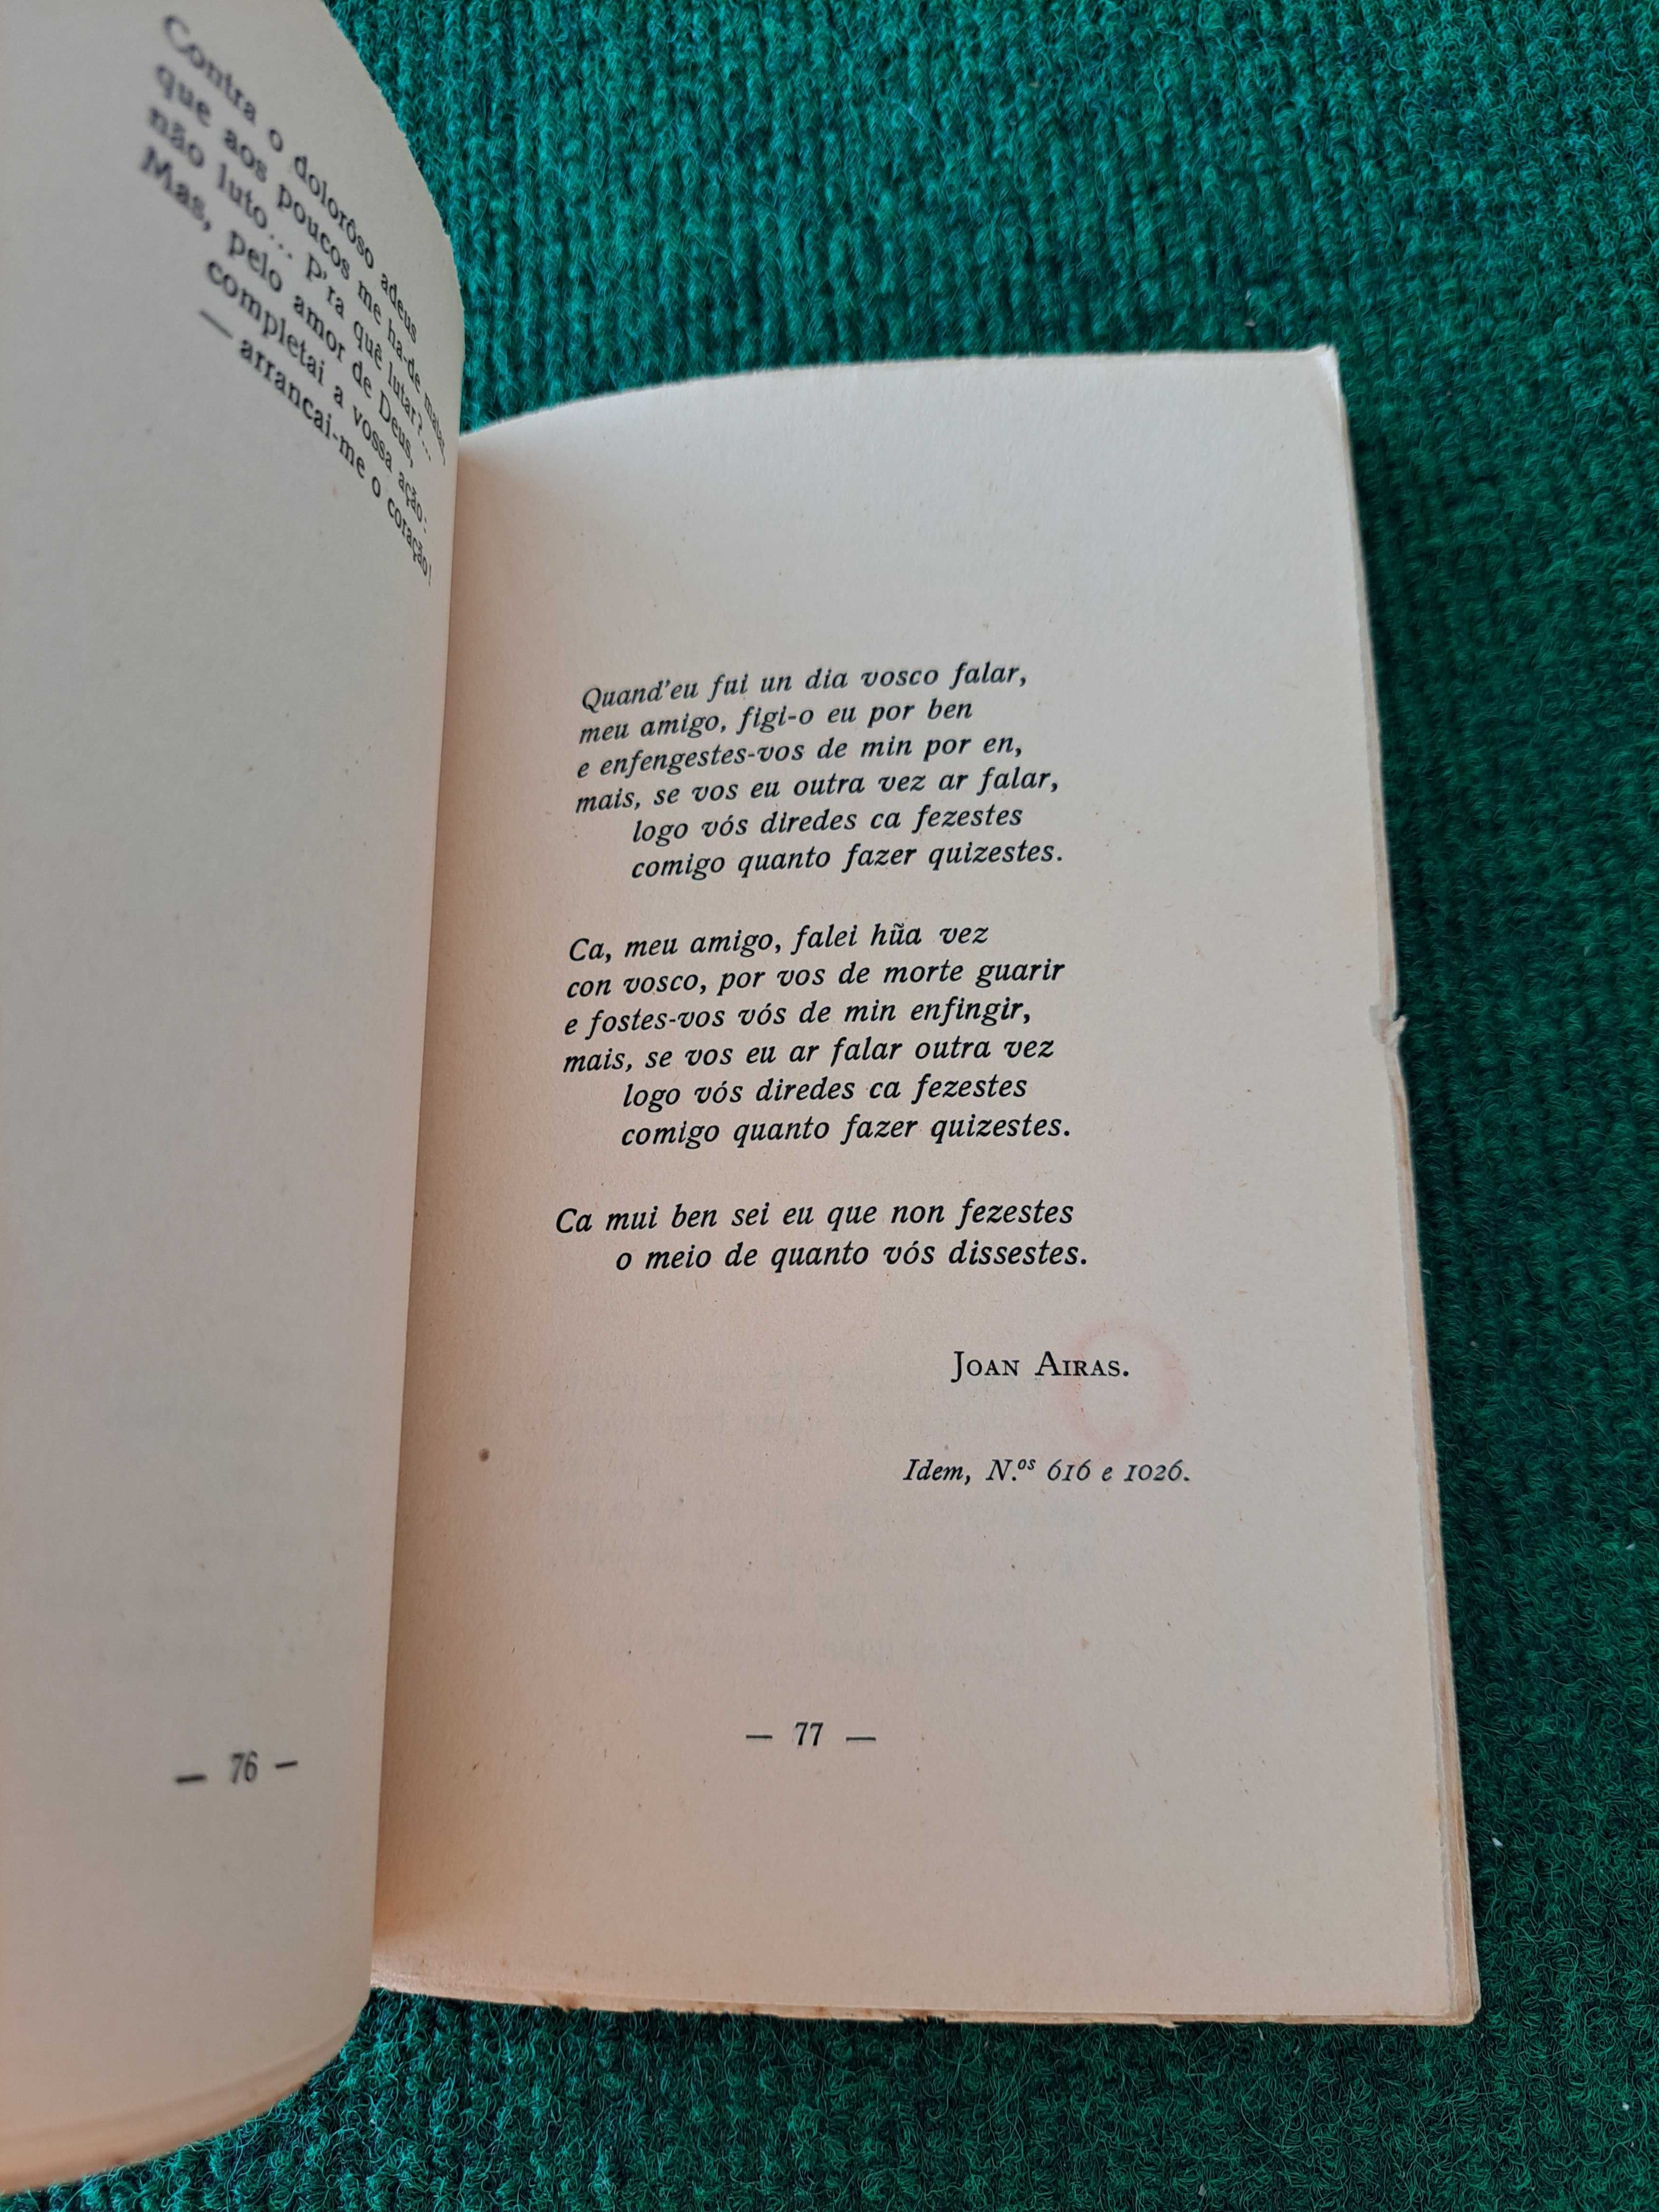 Contra o dolorôso adeus
que aos poucos me ha-de matar,
não luto... p'ra quê lutar?...
Mas, pelo amor de Deus,
completai a vossa ação:
— arrancai-me o coração!
— 76 —
Quand'eu fui un dia vosco falar,
meu amigo, figi-o eu por ben
e enfengestes-vos de min por en,
mais, se vos eu outra vez ar falar,
logo vós diredes ca fezestes
comigo quanto fazer quizestes.
Ca, meu amigo, falei hũa vez
con vosco, por vos de morte guarir
e fostes-vos vós de min enfingir,
mais, se vos eu ar falar outra vez
logo vós diredes ca fezestes
comigo quanto fazer quizestes.
Ca mui ben sei eu que non fezestes
o meio de quanto vós dissestes.
Joan Airas.
Idem, N.ºˢ 616 e 1026.
— 77 —